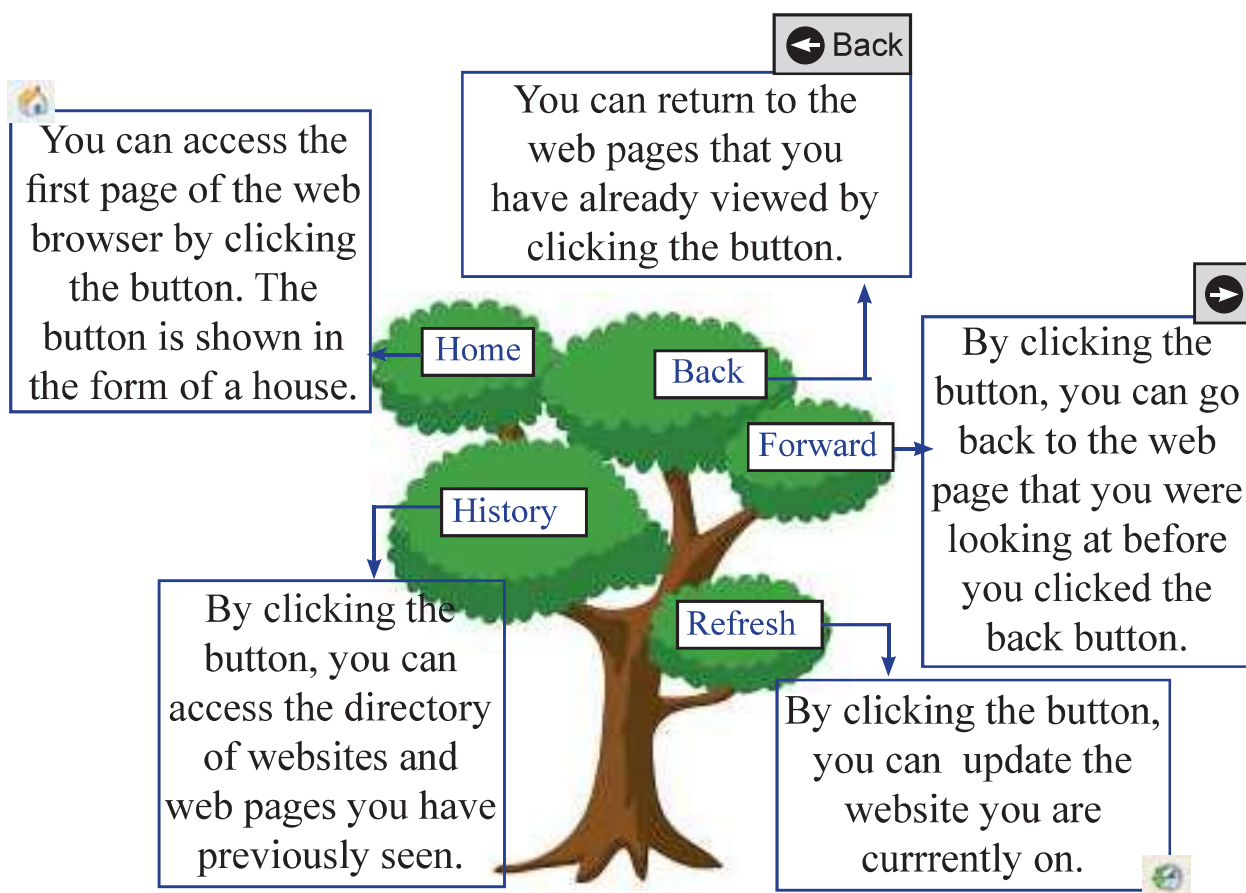 Back
You can return to the
web pages that you
have already viewed by
clicking the button.
You can access the
first page of the web
browser by clicking
the button. The
button is shown in
the form of a house.
Home
Back
Forward
History
Refresh
By clicking the
button, you can go
back to the web
page that you were
looking at before
you clicked the
back button.
By clicking the
button, you can
access the directory
of websites and
web pages you have
previously seen.
By clicking the button,
you can update the
website you are
currrently on.